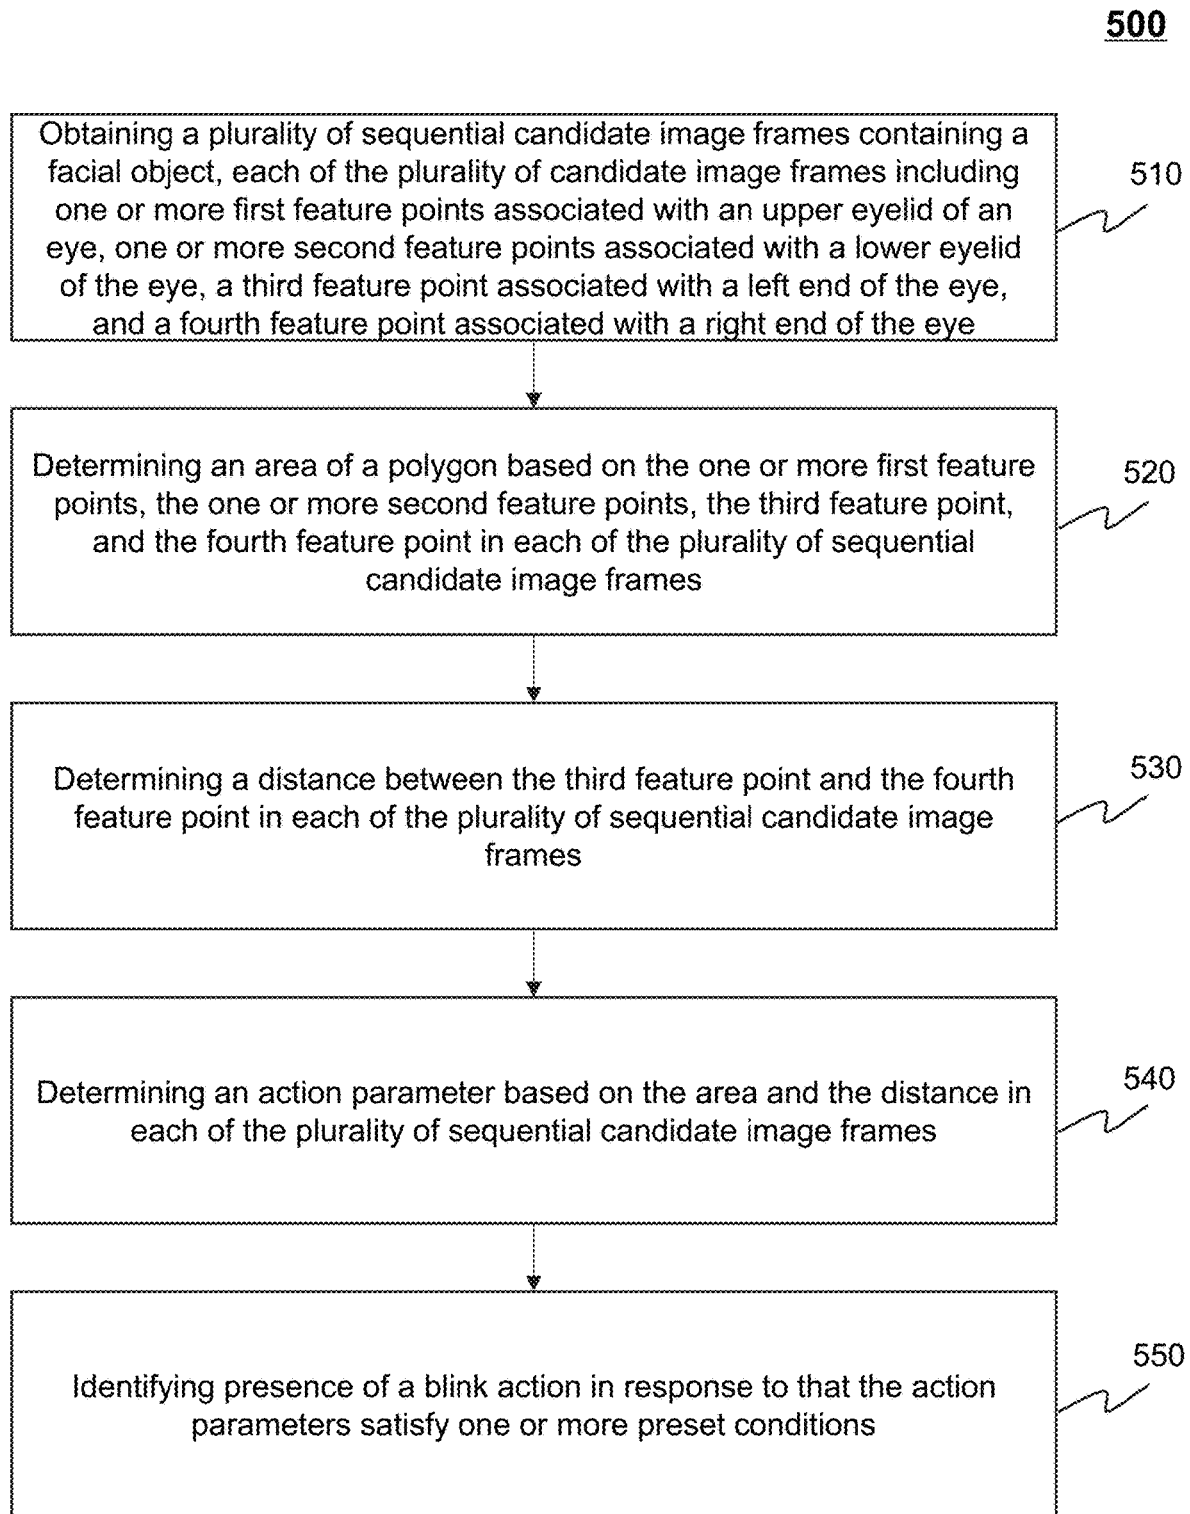 500
Obtaining a plurality of sequential candidate image frames containing a
facial object, each of the plurality of candidate image frames including
one or more first feature points associated with an upper eyelid of an
eye, one or more second feature points associated with a lower eyelid
of the eye, a third feature point associated with a left end of the eye,
and a fourth feature point associated with a right end of the eye
510
Determining an area of a polygon based on the one or more first feature
points, the one or more second feature points, the third feature point,
and the fourth feature point in each of the plurality of sequential
candidate image frames
520
Determining a distance between the third feature point and the fourth
feature point in each of the plurality of sequential candidate image
frames
530
Determining an action parameter based on the area and the distance in
each of the plurality of sequential candidate image frames
540
Identifying presence of a blink action in response to that the action
parameters satisfy one or more preset conditions
550